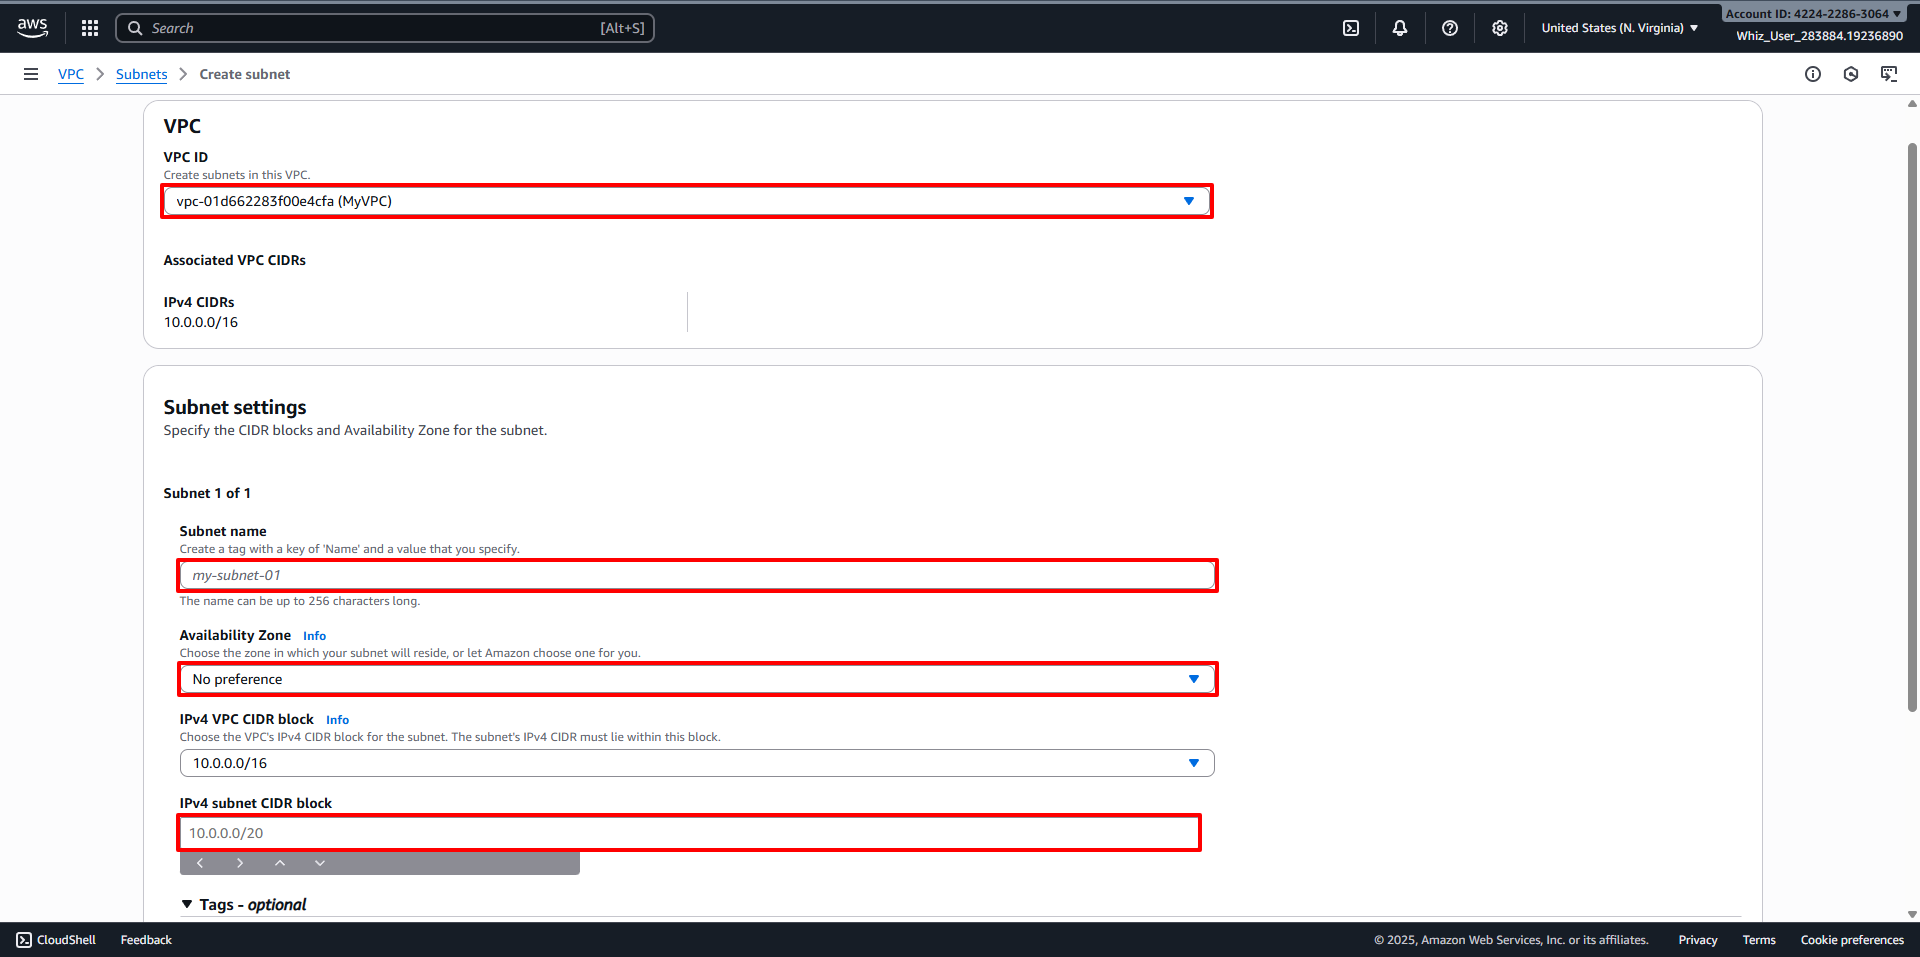 aws
Search [Alt+S]
United States (N. Virginia)
Account ID: 4224-2286-3064
Whiz_User_283884.19236890
VPC > Subnets > Create subnet
VPC
VPC ID
Create subnets in this VPC.
vpc-01d662283f00e4cfa (MyVPC)
Associated VPC CIDRs
IPv4 CIDRs
10.0.0.0/16
Subnet settings
Specify the CIDR blocks and Availability Zone for the subnet.
Subnet 1 of 1
Subnet name
Create a tag with a key of 'Name' and a value that you specify.
my-subnet-01
The name can be up to 256 characters long.
Availability Zone Info
Choose the zone in which your subnet will reside, or let Amazon choose one for you.
No preference
IPv4 VPC CIDR block Info
Choose the VPC's IPv4 CIDR block for the subnet. The subnet's IPv4 CIDR must lie within this block.
10.0.0.0/16
IPv4 subnet CIDR block
10.0.0.0/20
Tags - optional
CloudShell Feedback © 2025, Amazon Web Services, Inc. or its affiliates. Privacy Terms Cookie preferences